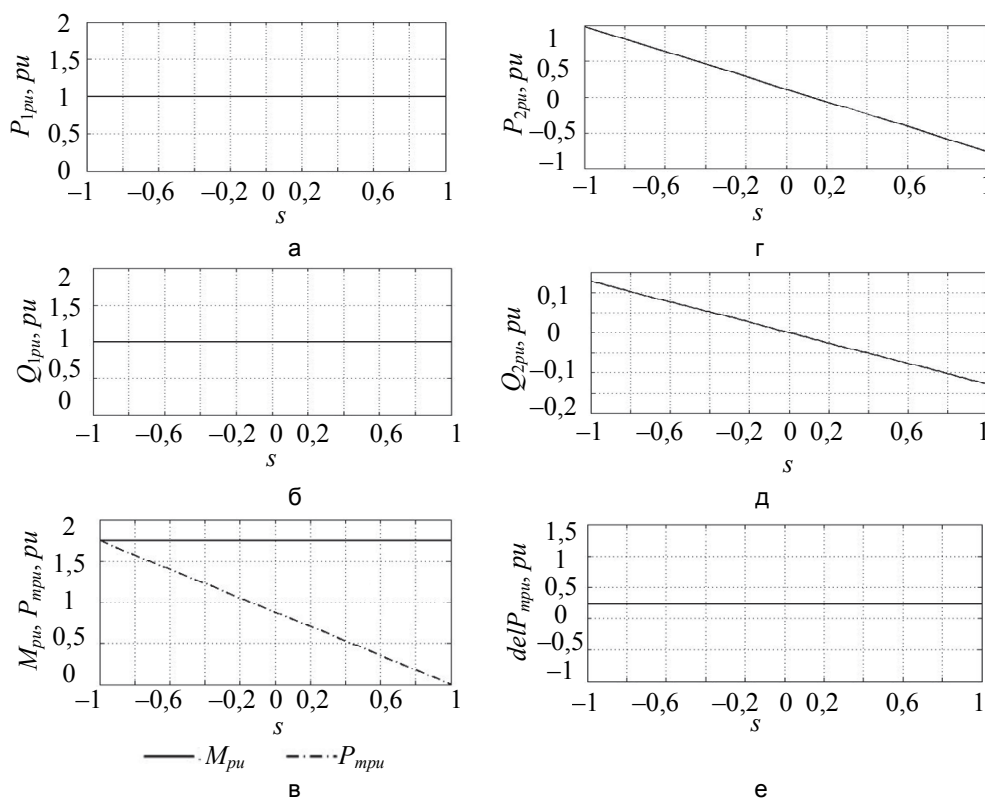 P1pu, pu
2
1,5
1
0,5
0
–1 –0,6 –0,2 0 0,2 0,6 1
s
а
Q1pu, pu
2
1,5
1
0,5
0
–1 –0,6 –0,2 0 0,2 0,6 1
s
б
Mpu, Pmpu, pu
2
1,5
1
0,5
0
–1 –0,6 –0,2 0 0,2 0,6 1
s
Mpu Pmpu
в
P2pu, pu
1
0,5
0
–0,5
–1
–1 –0,6 –0,2 0 0,2 0,6 1
s
г
Q2pu, pu
0,1
0
–0,1
–0,2
–1 –0,6 –0,2 0 0,2 0,6 1
s
д
delPmpu, pu
1,5
1
0,5
0
–0,5
–1
–1 –0,6 –0,2 0 0,2 0,6 1
s
е